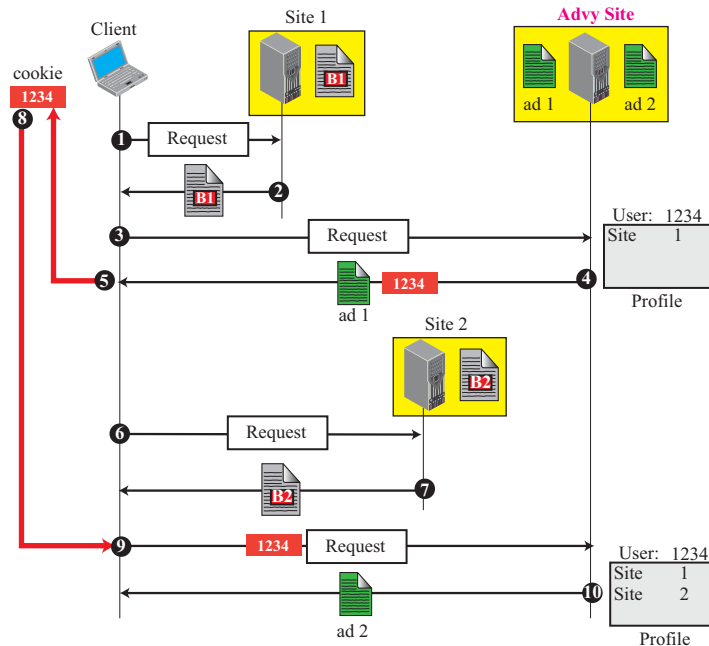 Site 1
Advy Site
Client
B1
ad 1
ad 2
cookie
1234
8
1
Request
B1
2
3
Request
User: 1234
Site 1
Profile
5
1234
4
ad 1
Site 2
B2
6
Request
B2
7
9
1234
Request
User: 1234
Site 1
Site 2
Profile
10
ad 2